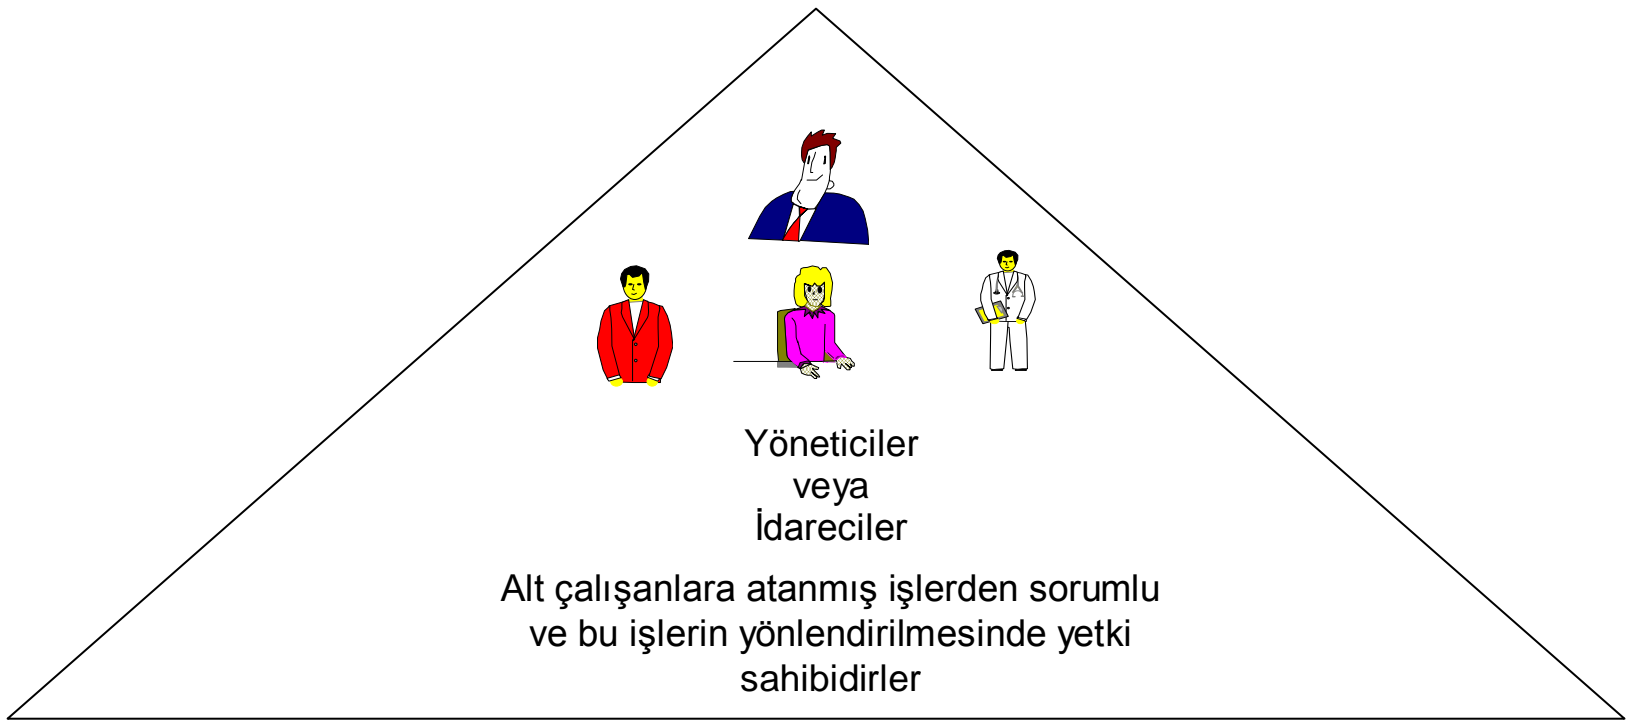 Yöneticiler
veya
İdareciler
Alt çalışanlara atanmış işlerden sorumlu
ve bu işlerin yönlendirilmesinde yetki
sahibidirler